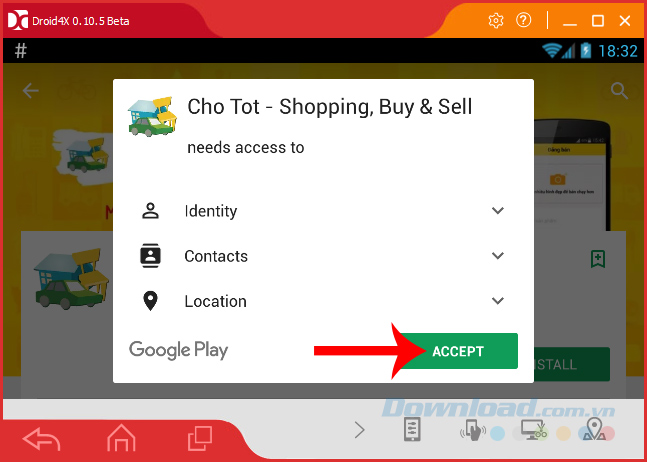 Droid4X 0.10.5 Beta
# 18:32
Cho Tot - Shopping, Buy & Sell
needs access to
Identity
Contacts
Location
Google Play
ACCEPT
INSTALL
Download.com.vn